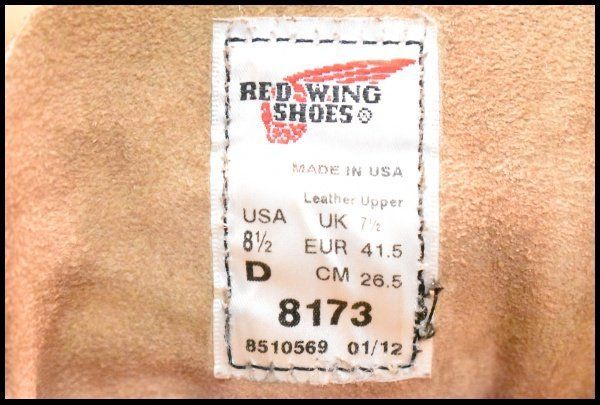 RED WING
SHOES ®
MADE IN USA
Leather Upper
USA UK 7½
8½ EUR 41.5
D CM 26.5
8173
8510569 01/12